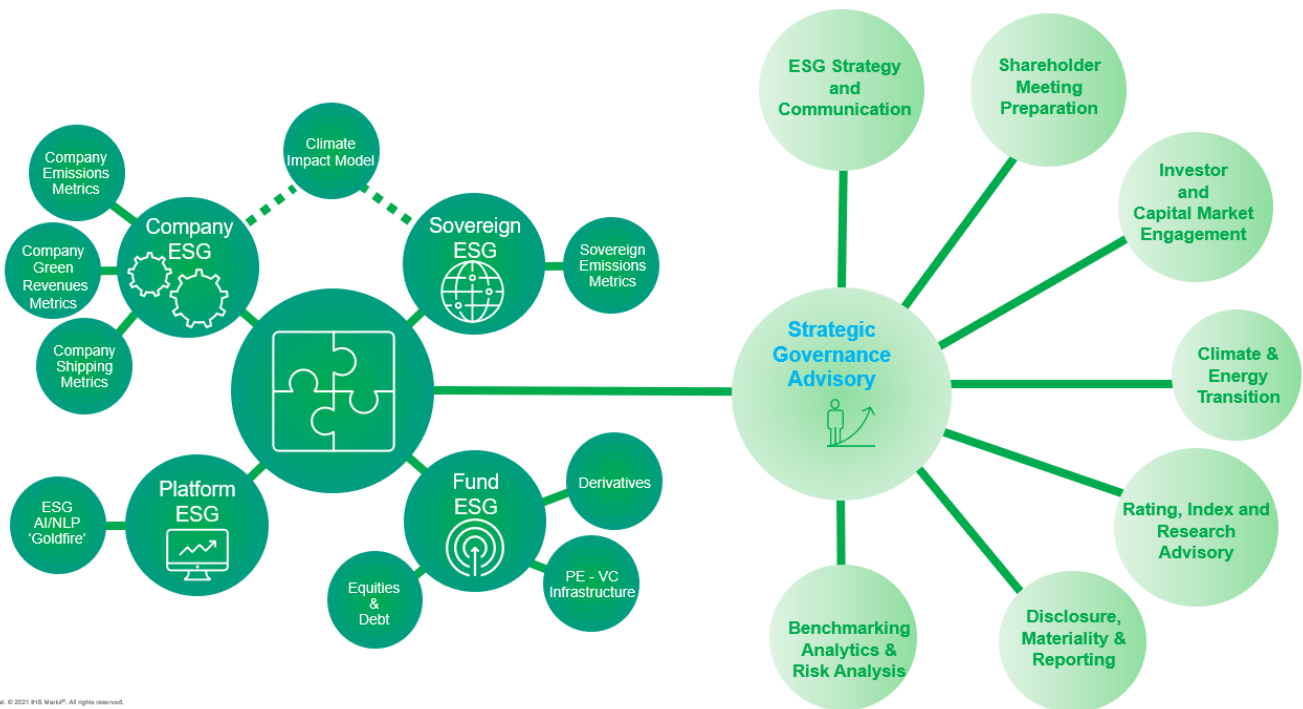 Climate
Impact Model
Company
Emissions
Metrics
Company
ESG
Sovereign
ESG
Company
Green
Revenues
Metrics
Sovereign
Emissions
Metrics
Company
Shipping
Metrics
Platform
ESG
ESG
AI/NLP
'Goldfire'
Fund
ESG
Derivatives
Equities
&
Debt
PE - VC
Infrastructure
ESG Strategy
and
Communication
Shareholder
Meeting
Preparation
Investor
and
Capital Market
Engagement
Strategic
Governance
Advisory
Climate &
Energy
Transition
Rating, Index and
Research
Advisory
Disclosure,
Materiality &
Reporting
Benchmarking
Analytics &
Risk Analysis
© 2021 IHS Markit®. All rights reserved.